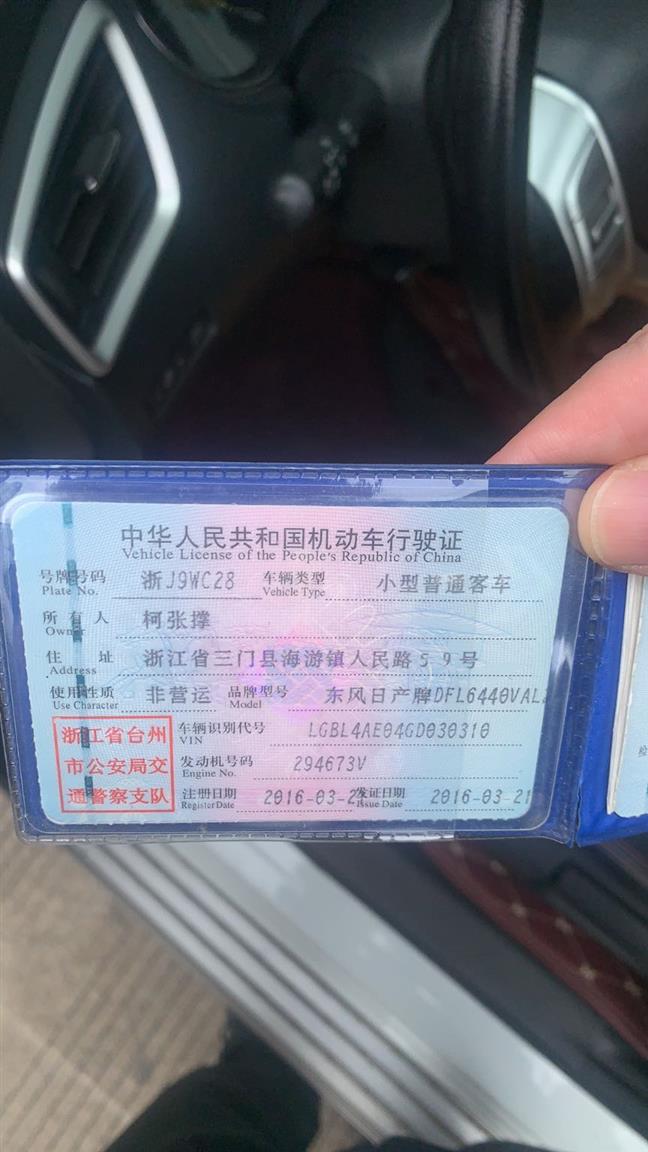 中华人民共和国机动车行驶证
Vehicle License of the People's Republic of China
号牌号码 浙J9WC28 车辆类型 小型普通客车
Plate No. Vehicle Type
所有人 柯张撑
Owner
住址 浙江省三门县海游镇人民路59号
Address
使用性质 非营运 品牌型号 东风日产牌DFL6440VAL
Use Character Model
浙江省台州
市公安局交
通警察支队
车辆识别代号 LGBL4AE04GD030310
VIN
发动机号码 294673V
Engine No.
注册日期 2016-03-2 发证日期 2016-03-21
Register Date Issue Date